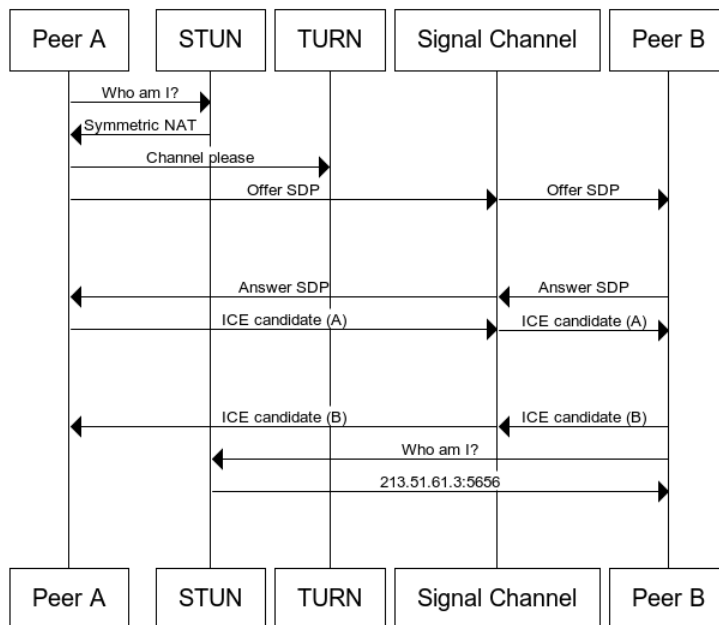 Peer A STUN TURN Signal Channel Peer B
Who am I?
Symmetric NAT
Channel please
Offer SDP Offer SDP
Answer SDP Answer SDP
ICE candidate (A) ICE candidate (A)
ICE candidate (B) ICE candidate (B)
Who am I?
213.51.61.3:5656
Peer A STUN TURN Signal Channel Peer B